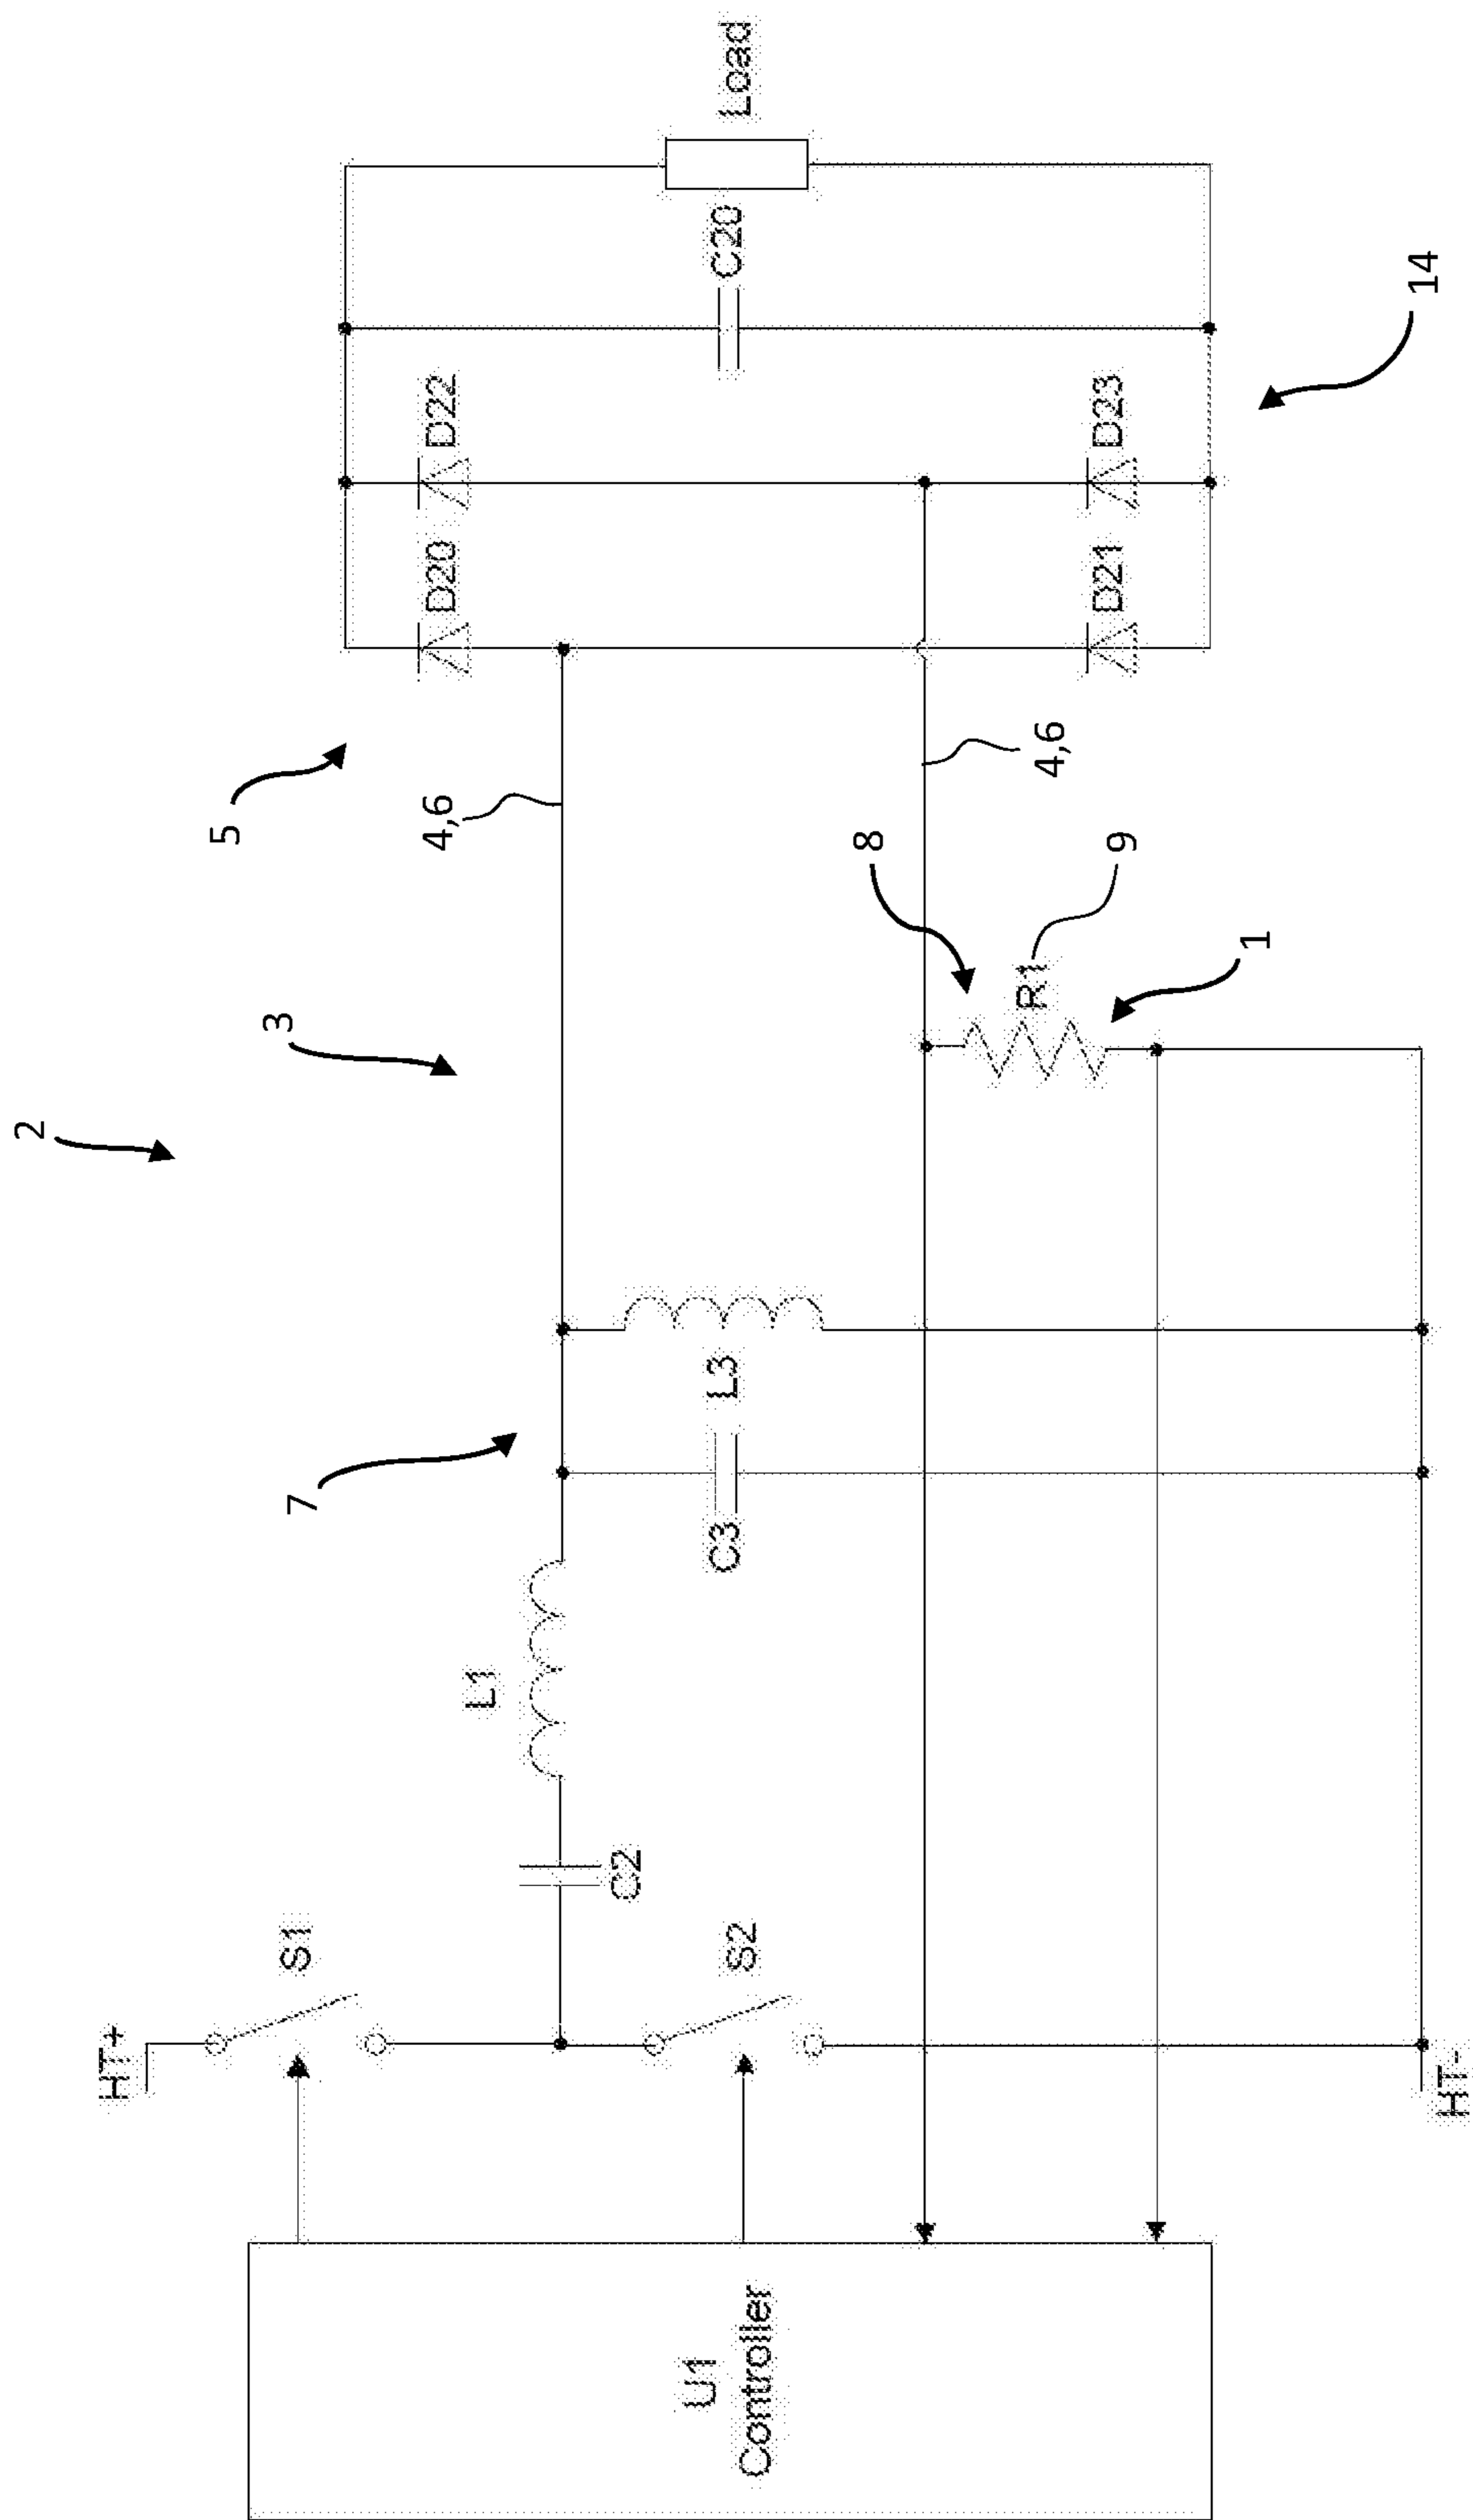 2
3
5
7
HT+
S1
L1
C2
S2
U1
Controller
C3
L3
4,6
4,6
8
R1
9
1
D20
D22
D21
D23
C20
Load
14
HT-